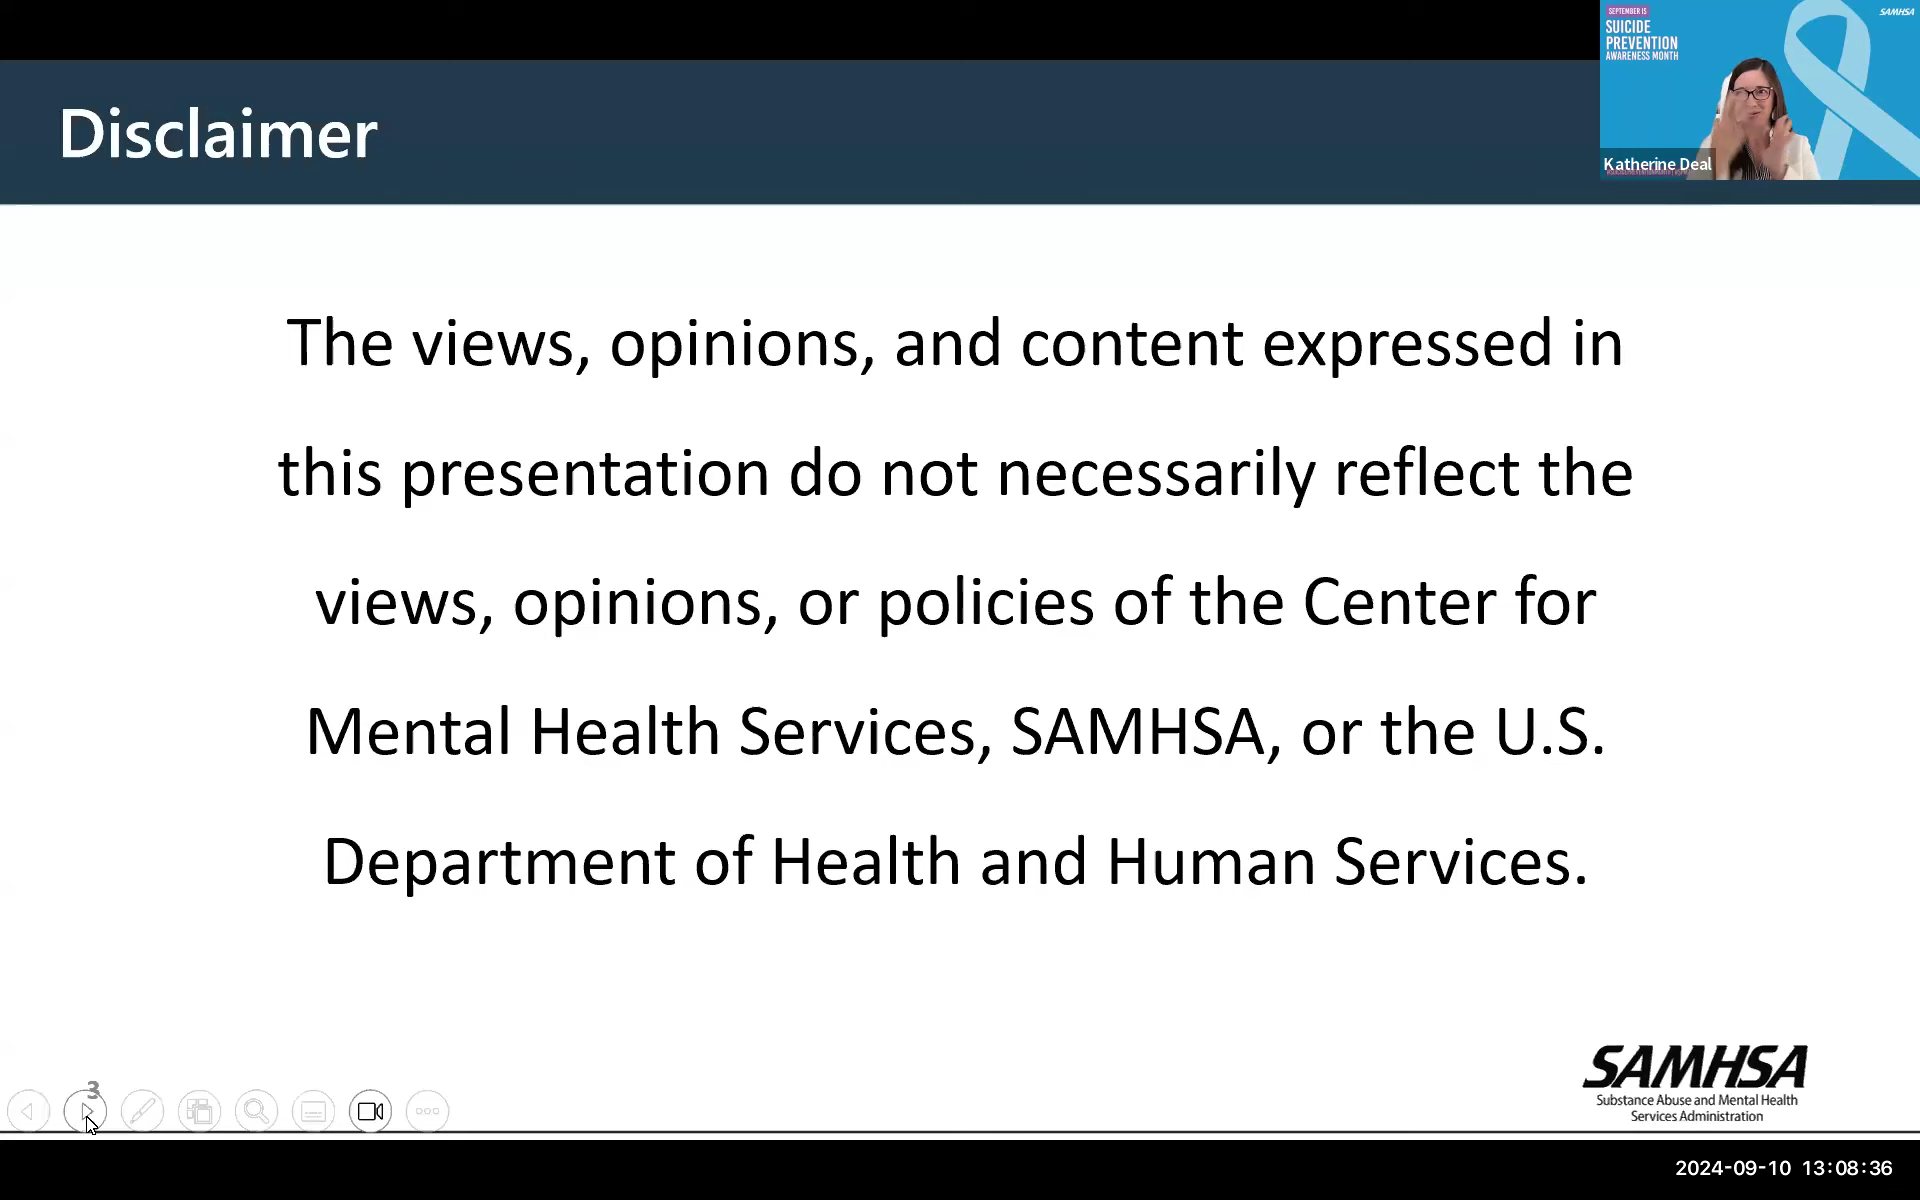 SEPTEMBER IS
SUICIDE
PREVENTION
AWARENESS MONTH
SAMHSA
Katherine Deal
Disclaimer
The views, opinions, and content expressed in
this presentation do not necessarily reflect the
views, opinions, or policies of the Center for
Mental Health Services, SAMHSA, or the U.S.
Department of Health and Human Services.
3
SAMHSA
Substance Abuse and Mental Health
Services Administration
2024-09-10 13:08:36